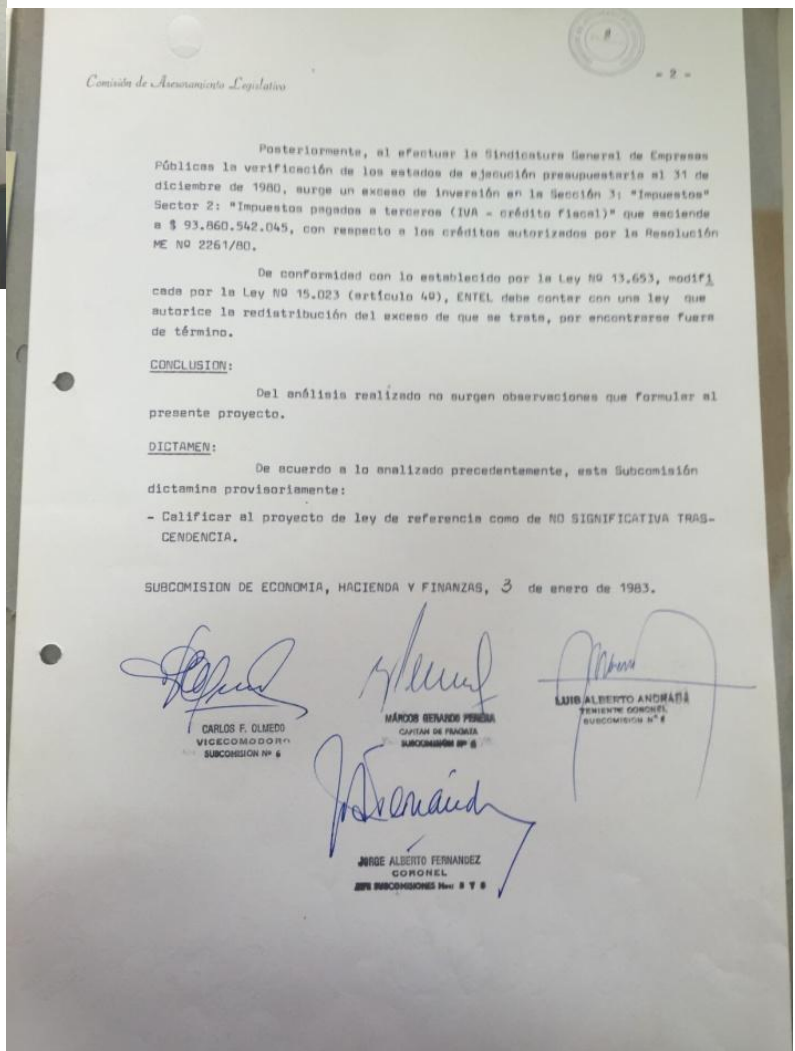 Comisión de Asesoramiento Legislativo
- 2 -
Posteriormente, al efectuar la Sindicatura General de Empresas
Públicas la verificación de los estados de ejecución presupuestaria al 31 de
diciembre de 1980, surge un exceso de inversión en la Sección 3: "Impuestos"
Sector 2: "Impuestos pagados a terceros (IVA - crédito fiscal)" que asciende
a $ 93.860.542.045, con respecto a los créditos autorizados por la Resolución
ME Nº 2261/80.
De conformidad con lo establecido por la Ley Nº 13.653, modifi
cada por la Ley Nº 15.023 (artículo 4º), ENTEL debe contar con una ley que
autorice la redistribución del exceso de que se trata, por encontrarse fuera
de término.
CONCLUSION:
Del análisis realizado no surgen observaciones que formular al
presente proyecto.
DICTAMEN:
De acuerdo a lo analizado precedentemente, esta Subcomisión
dictamina provisoriamente:
- Calificar al proyecto de ley de referencia como de NO SIGNIFICATIVA TRAS-
CENDENCIA.
SUBCOMISION DE ECONOMIA, HACIENDA Y FINANZAS, 3 de enero de 1983.
CARLOS F. OLMEDO
VICECOMODORO
SUBCOMISION Nº 6
MARCOS GERARDO PEREIRA
CAPITAN DE FRAGATA
SUBCOMISION Nº 6
LUIS ALBERTO ANDRADA
TENIENTE CORONEL
SUBCOMISION Nº 6
JORGE ALBERTO FERNANDEZ
CORONEL
JEFE SUBCOMISIONES